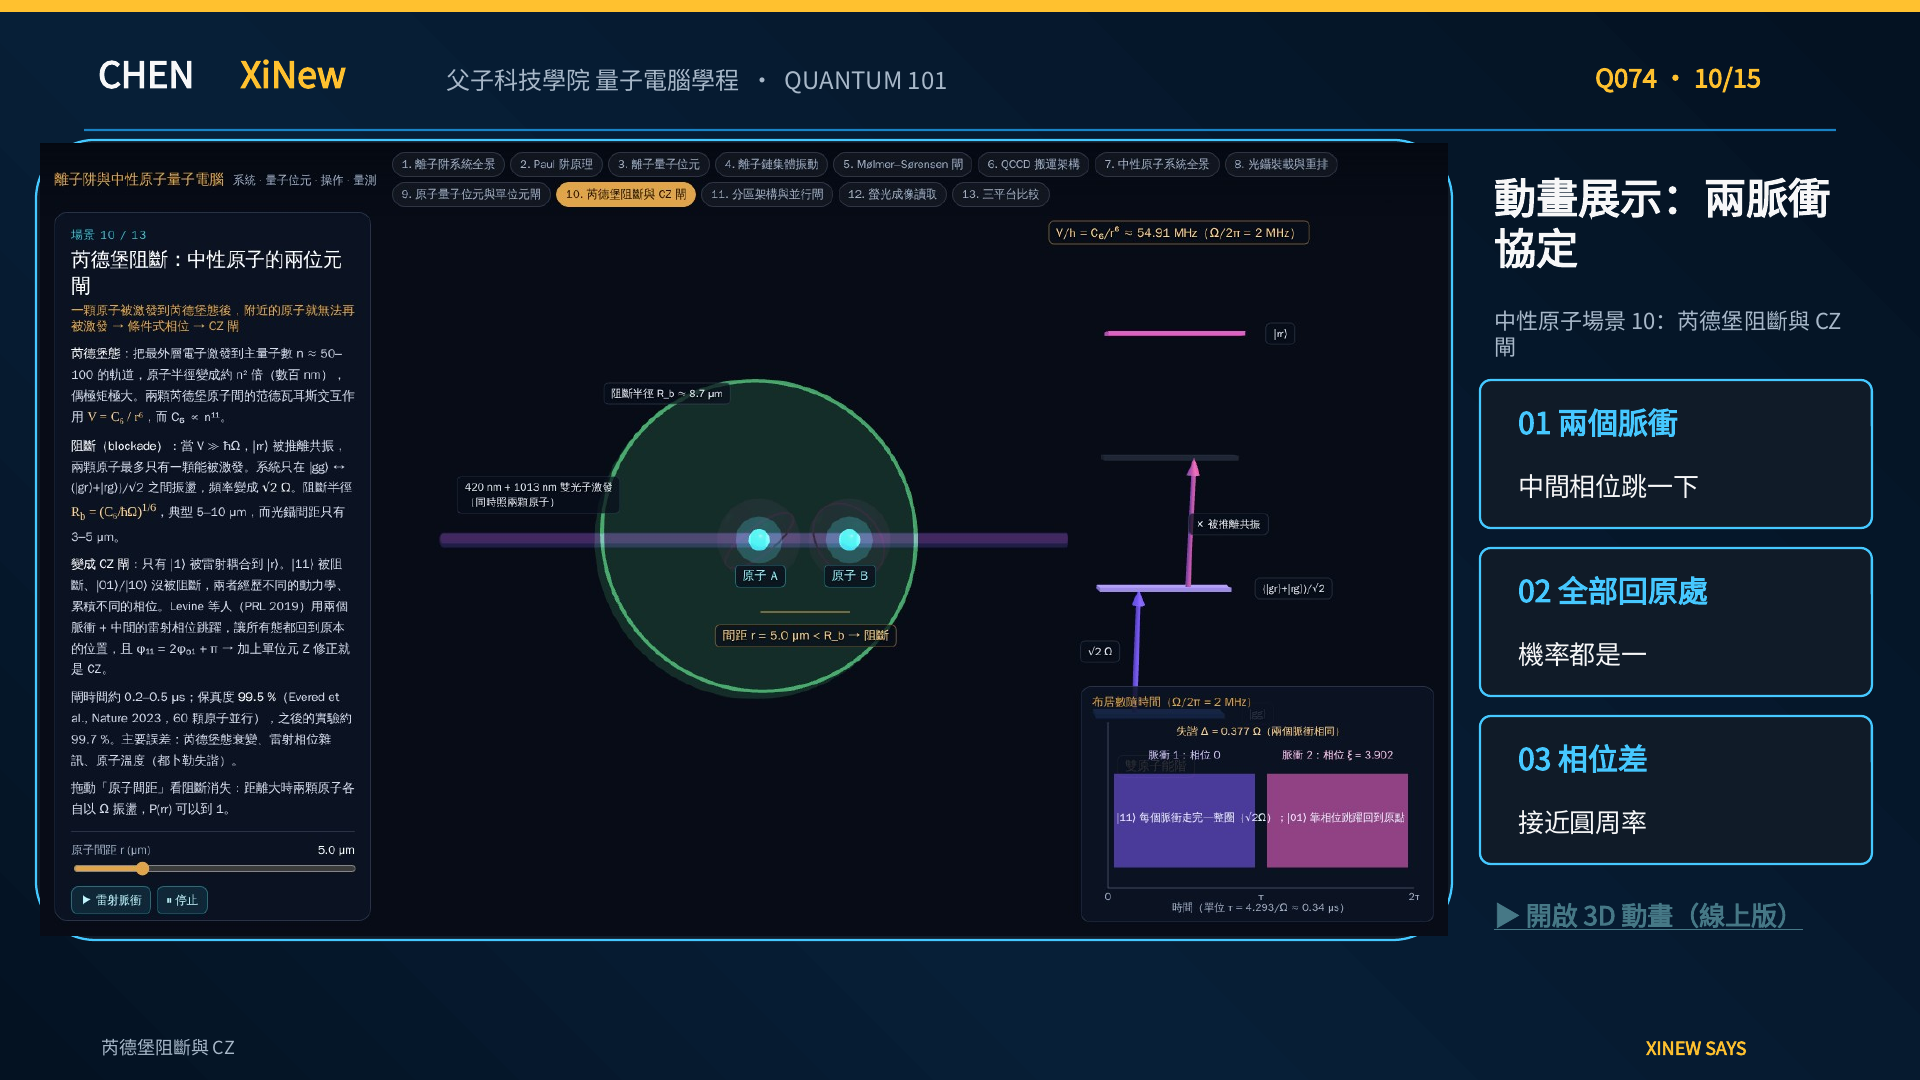 CHEN XiNew
父子科技學院 量子電腦學程 • QUANTUM 101
Q074 • 10/15
離子阱與中性原子量子電腦 系統 · 量子位元 · 操作 · 量測
1. 離子阱系統全景
2. Paul 阱原理
3. 離子量子位元
4. 離子鏈集體振動
5. Mølmer–Sørensen 閘
6. QCCD 搬運架構
7. 中性原子系統全景
8. 光鑷裝載與重排
9. 原子量子位元與單位元閘
10. 芮德堡阻斷與 CZ 閘
11. 分區架構與並行閘
12. 螢光成像讀取
13. 三平台比較
場景 10 / 13
芮德堡阻斷：中性原子的兩位元
閘
一顆原子被激發到芮德堡態後，附近的原子就無法再
被激發 → 條件式相位 → CZ 閘
芮德堡態：把最外層電子激發到主量子數 n ≈ 50–
100 的軌道，原子半徑變成約 n² 倍（數百 nm），
偶極矩極大。兩顆芮德堡原子間的范德瓦耳斯交互作
用 V = C₆ / r⁶，而 C₆ ∝ n¹¹。
阻斷（blockade）：當 V ≫ ħΩ，|rr⟩ 被推離共振，
兩顆原子最多只有一顆能被激發。系統只在 |gg⟩ ↔
(|gr⟩+|rg⟩)/√2 之間振盪，頻率變成 √2 Ω。阻斷半徑
R_b = (C₆/ħΩ)^1/6，典型 5–10 μm，而光鑷間距只有
3–5 μm。
變成 CZ 閘：只有 |1⟩ 被雷射耦合到 |r⟩。|11⟩ 被阻
斷、|01⟩/|10⟩ 沒被阻斷，兩者經歷不同的動力學、
累積不同的相位。Levine 等人（PRL 2019）用兩個
脈衝 + 中間的雷射相位跳躍，讓所有態都回到原本
的位置，且 φ₁₁ = 2φ₀₁ + π → 加上單位元 Z 修正就
是 CZ。
閘時間約 0.2–0.5 μs；保真度 99.5 %（Evered et
al., Nature 2023，60 顆原子並行），之後的實驗約
99.7 %。主要誤差：芮德堡態衰變、雷射相位雜
訊、原子溫度（都卜勒失諧）。
拖動「原子間距」看阻斷消失：距離大時兩顆原子各
自以 Ω 振盪，P(rr) 可以到 1。
原子間距 r (μm) 5.0 μm
▶ 雷射脈衝
⏸ 停止
V/h = C₆/r⁶ ≈ 54.91 MHz（Ω/2π = 2 MHz）
阻斷半徑 R_b ≈ 8.7 μm
420 nm + 1013 nm 雙光子激發
（同時照兩顆原子）
原子 A
原子 B
間距 r = 5.0 μm < R_b → 阻斷
|rr⟩
× 被推離共振
(|gr⟩+|rg⟩)/√2
√2 Ω
布居數隨時間（Ω/2π = 2 MHz）
|gg⟩
失諧 Δ = 0.377 Ω（兩個脈衝相同）
脈衝 1：相位 0
脈衝 2：相位 ξ = 3.902
雙原子能階
|11⟩ 每個脈衝走完一整圈（√2Ω）；|01⟩ 靠相位跳躍回到原點
0 τ 2τ
時間（單位 τ = 4.293/Ω ≈ 0.34 μs）
動畫展示：兩脈衝
協定
中性原子場景 10：芮德堡阻斷與 CZ
閘
01 兩個脈衝
中間相位跳一下
02 全部回原處
機率都是一
03 相位差
接近圓周率
▶ 開啟 3D 動畫（線上版）
芮德堡阻斷與 CZ
XINEW SAYS